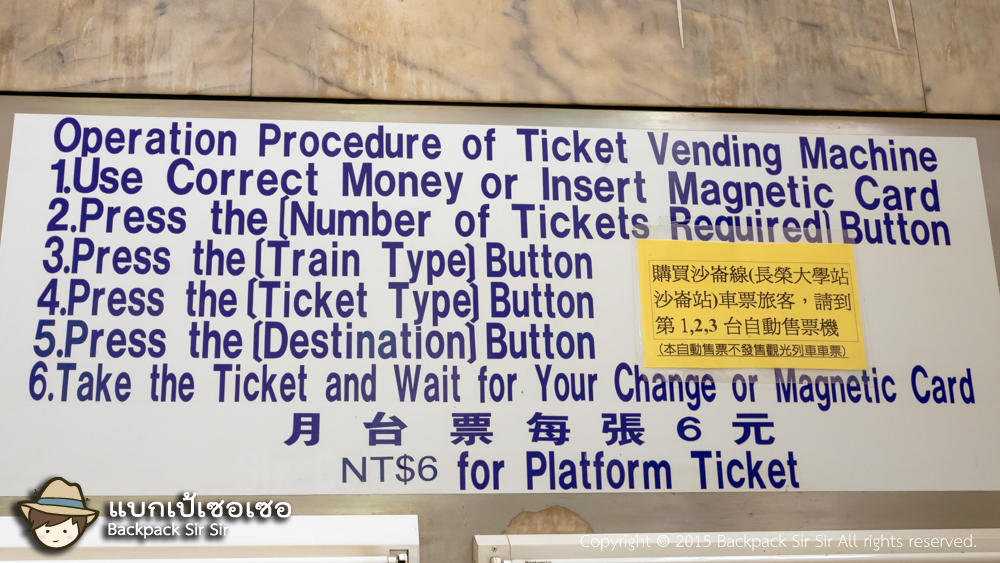 Operation Procedure of Ticket Vending Machine
1.Use Correct Money or Insert Magnetic Card
2.Press the [Number of Tickets Required] Button
3.Press the [Train Type] Button
4.Press the [Ticket Type] Button
5.Press the [Destination] Button
6.Take the Ticket and Wait for Your Change or Magnetic Card
月台票每張6元
NT$6 for Platform Ticket
購買沙崙線(長榮大學站
沙崙站)車票旅客，請到
第1,2,3台自動售票機
(本自動售票不發售觀光列車車票)
แบกเป้เซอเซอ
Backpack Sir Sir
Copyright © 2015 Backpack Sir Sir All rights reserved.